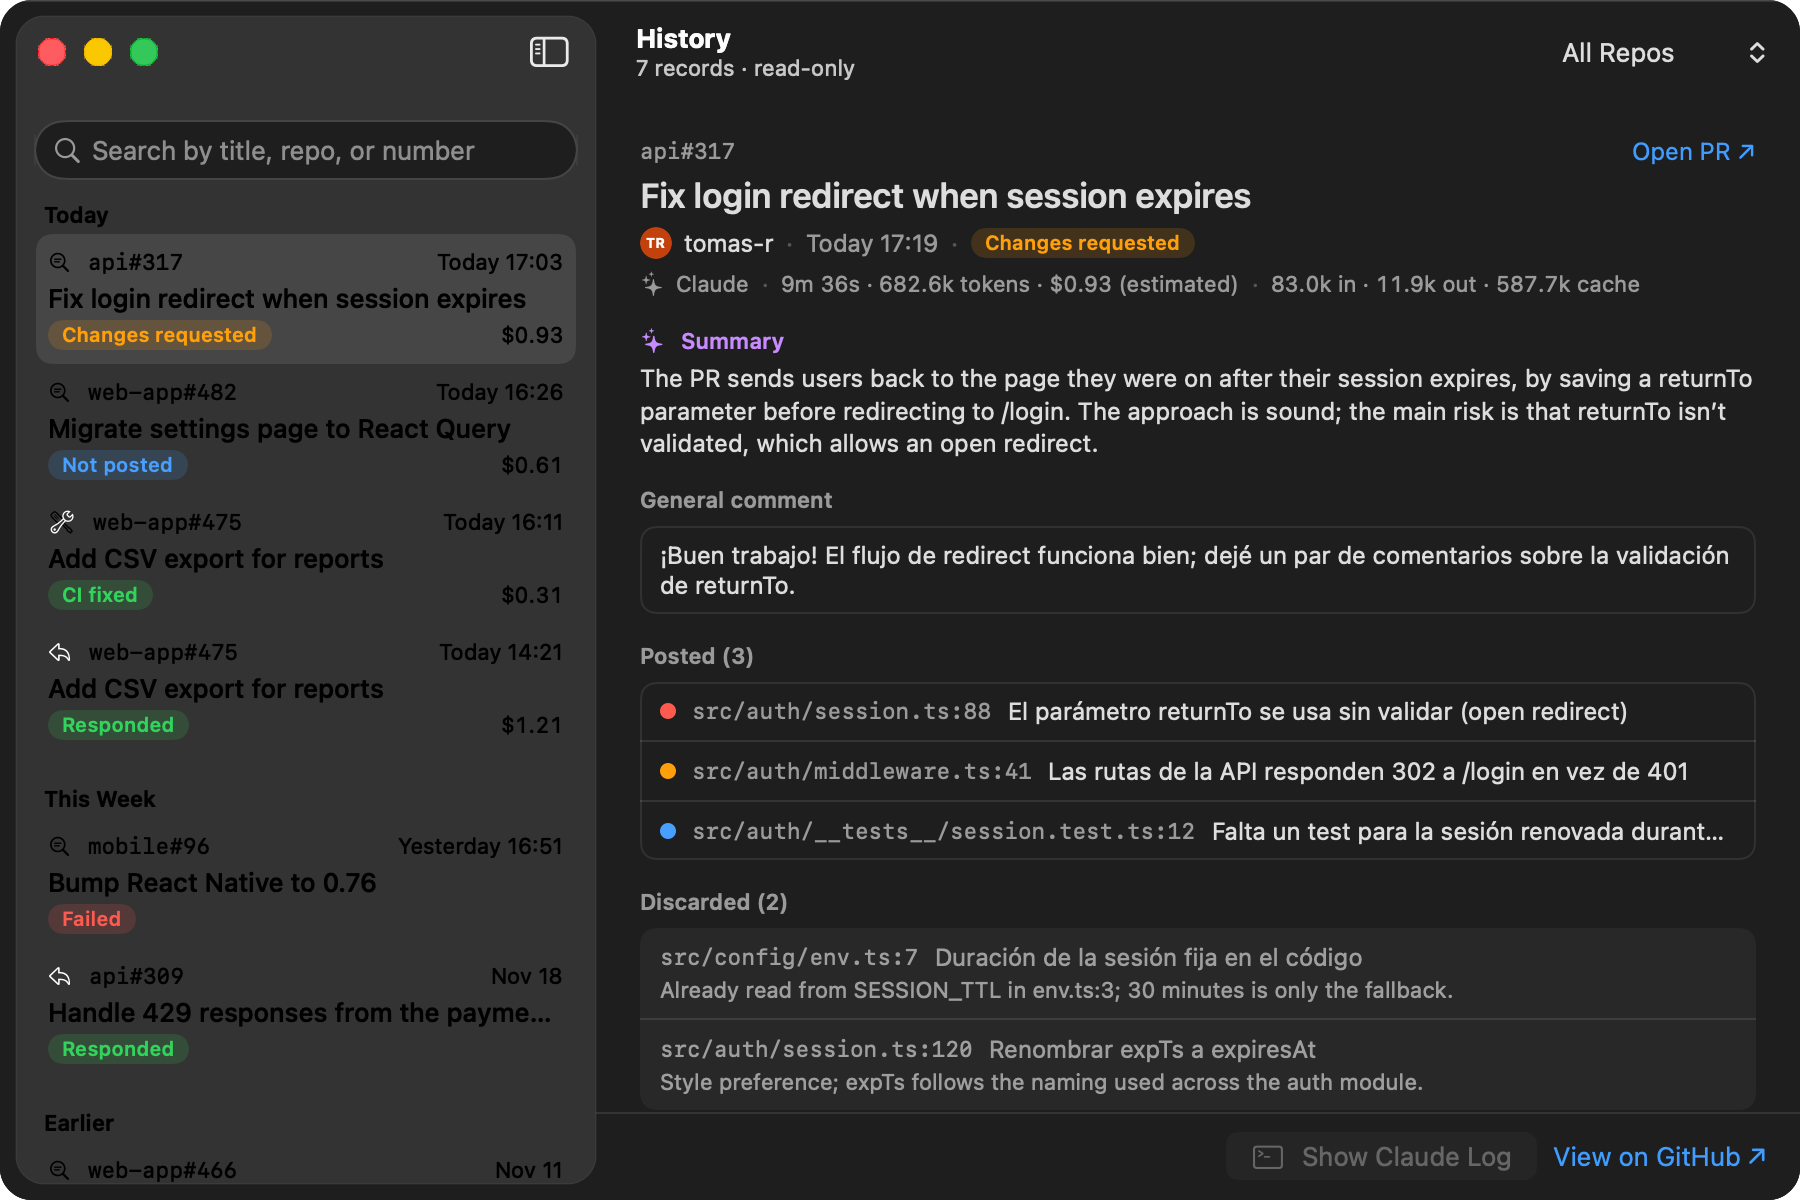 Search by title, repo, or number
Today
api#317 Today 17:03
Fix login redirect when session expires
Changes requested $0.93
web-app#482 Today 16:26
Migrate settings page to React Query
Not posted $0.61
web-app#475 Today 16:11
Add CSV export for reports
CI fixed $0.31
web-app#475 Today 14:21
Add CSV export for reports
Responded $1.21
This Week
mobile#96 Yesterday 16:51
Bump React Native to 0.76
Failed
api#309 Nov 18
Handle 429 responses from the payme...
Responded
Earlier
web-app#466 Nov 11
History
7 records · read-only
All Repos
api#317
Open PR ↗
Fix login redirect when session expires
TR tomas-r · Today 17:19 · Changes requested
Claude · 9m 36s · 682.6k tokens · $0.93 (estimated) · 83.0k in · 11.9k out · 587.7k cache
Summary
The PR sends users back to the page they were on after their session expires, by saving a returnTo
parameter before redirecting to /login. The approach is sound; the main risk is that returnTo isn’t
validated, which allows an open redirect.
General comment
¡Buen trabajo! El flujo de redirect funciona bien; dejé un par de comentarios sobre la validación
de returnTo.
Posted (3)
src/auth/session.ts:88 El parámetro returnTo se usa sin validar (open redirect)
src/auth/middleware.ts:41 Las rutas de la API responden 302 a /login en vez de 401
src/auth/__tests__/session.test.ts:12 Falta un test para la sesión renovada durant...
Discarded (2)
src/config/env.ts:7 Duración de la sesión fija en el código
Already read from SESSION_TTL in env.ts:3; 30 minutes is only the fallback.
src/auth/session.ts:120 Renombrar expTs a expiresAt
Style preference; expTs follows the naming used across the auth module.
Show Claude Log
View on GitHub ↗